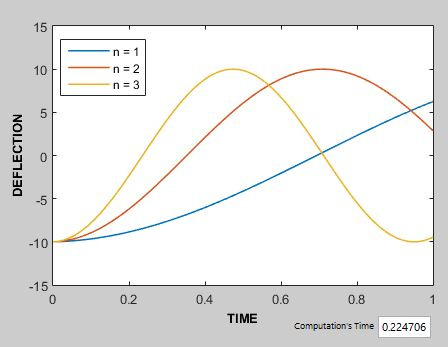 15
10
5
0
-5
-10
-15
DEFLECTION
n = 1
n = 2
n = 3
0
0.2
0.4
0.6
0.8
1
TIME
Computation's Time 0.224706